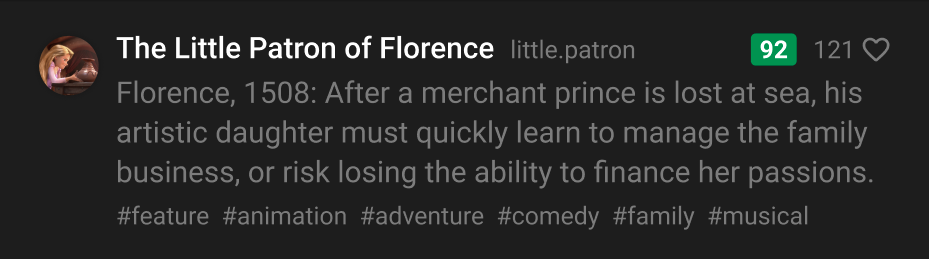 The Little Patron of Florence little.patron 92 121
Florence, 1508: After a merchant prince is lost at sea, his
artistic daughter must quickly learn to manage the family
business, or risk losing the ability to finance her passions.
#feature #animation #adventure #comedy #family #musical